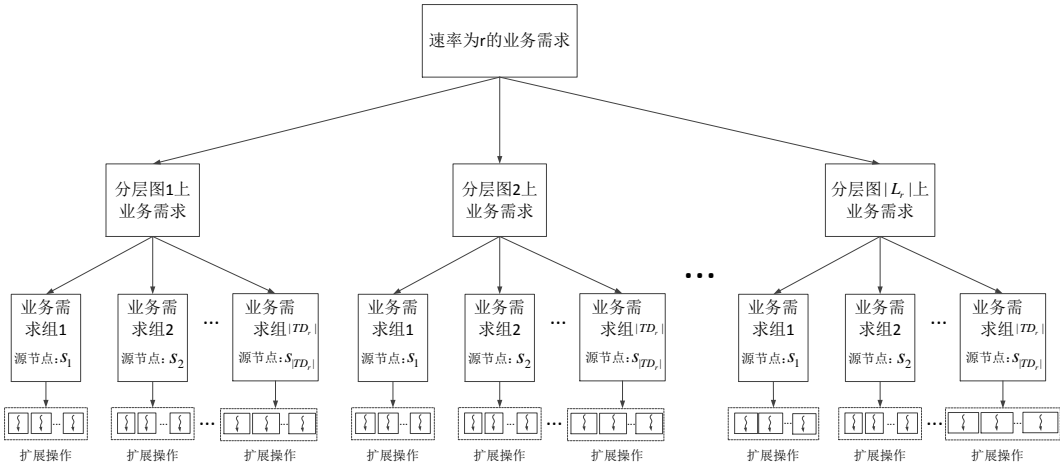 速率为r的业务需求
分层图1上
业务需求
分层图2上
业务需求
分层图|L_r|上
业务需求
...
业务需
求组1
源节点:s_1
业务需
求组2
源节点:s_2
...
业务需
求组|TD_r|
源节点:s_|TD_r|
业务需
求组1
源节点:s_1
业务需
求组2
源节点:s_2
...
业务需
求组|TD_r|
源节点:s_|TD_r|
业务需
求组1
源节点:s_1
业务需
求组2
源节点:s_2
...
业务需
求组|TD_r|
源节点:s_|TD_r|
...
...
...
...
...
...
...
...
...
...
...
...
扩展操作
扩展操作
扩展操作
扩展操作
扩展操作
扩展操作
扩展操作
扩展操作
扩展操作